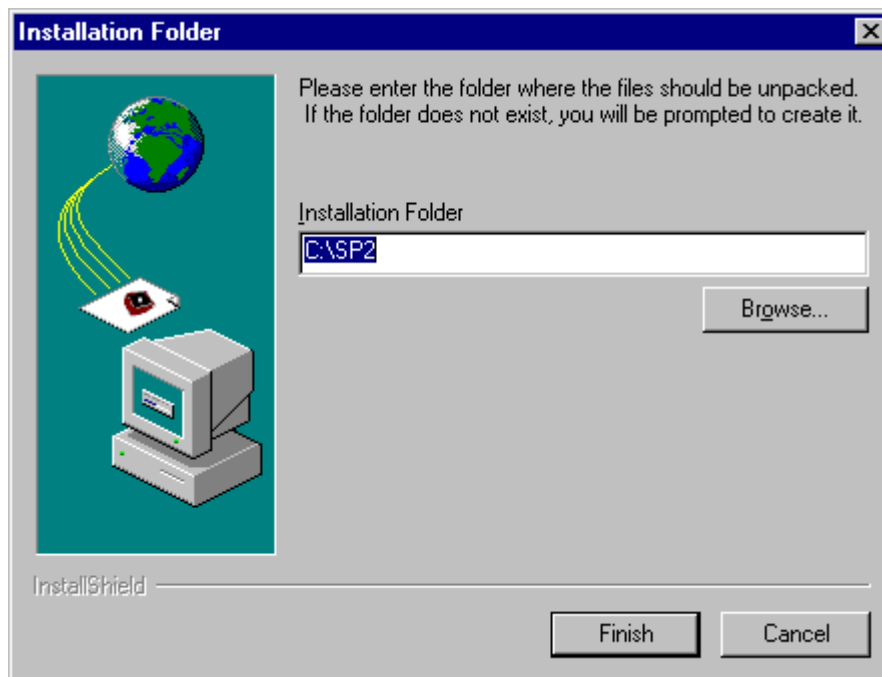 Installation Folder
Please enter the folder where the files should be unpacked.
If the folder does not exist, you will be prompted to create it.
Installation Folder
C:\SP2
Browse...
InstallShield
Finish
Cancel